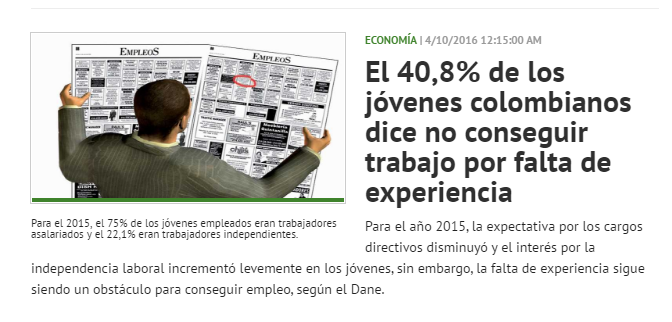 ECONOMÍA | 4/10/2016 12:15:00 AM
El 40,8% de los
jóvenes colombianos
dice no conseguir
trabajo por falta de
experiencia
EMPLEOS
EMPLEOS
Para el 2015, el 75% de los jóvenes empleados eran trabajadores
asalariados y el 22,1% eran trabajadores independientes.
Para el año 2015, la expectativa por los cargos
directivos disminuyó y el interés por la
independencia laboral incrementó levemente en los jóvenes, sin embargo, la falta de experiencia sigue
siendo un obstáculo para conseguir empleo, según el Dane.